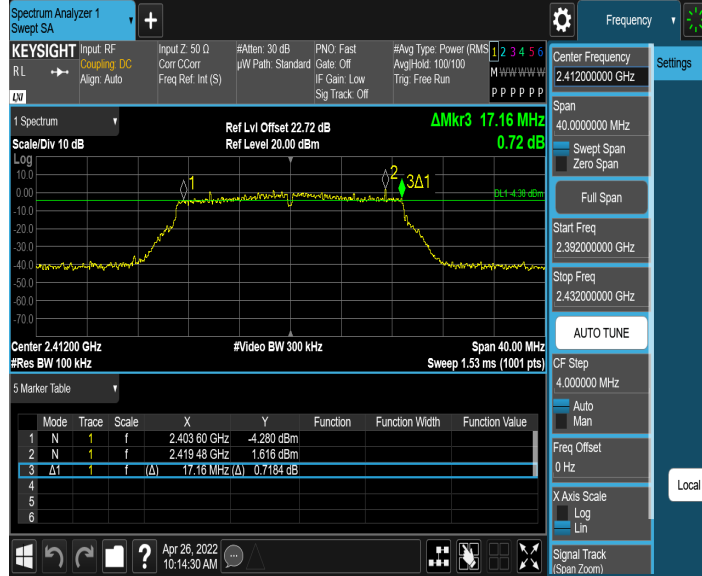 Spectrum Analyzer 1
Swept SA
+
Frequency
KEYSIGHT
RL
LXI
Input: RF
Coupling: DC
Align: Auto
Input Z: 50 Ω
Corr CCorr
Freq Ref: Int (S)
#Atten: 30 dB
µW Path: Standard
PNO: Fast
Gate: Off
IF Gain: Low
Sig Track: Off
#Avg Type: Power (RMS
Avg|Hold: 100/100
Trig: Free Run
1 2 3 4 5 6
M W W W W W
P P P P P P
1 Spectrum
Scale/Div 10 dB
Ref Lvl Offset 22.72 dB
Ref Level 20.00 dBm
ΔMkr3 17.16 MHz
0.72 dB
Log
10.0
0.00
-10.0
-20.0
-30.0
-40.0
-50.0
-60.0
-70.0
1
2
3Δ1
DL1 -4.38 dBm
Center 2.41200 GHz
#Res BW 100 kHz
#Video BW 300 kHz
Span 40.00 MHz
Sweep 1.53 ms (1001 pts)
5 Marker Table
Mode Trace Scale X Y Function Function Width Function Value
1 N 1 f 2.403 60 GHz -4.280 dBm
2 N 1 f 2.419 48 GHz 1.616 dBm
3 Δ1 1 f (Δ) 17.16 MHz (Δ) 0.7184 dB
4
5
6
Apr 26, 2022
10:14:30 AM
?
Center Frequency
2.412000000 GHz
Span
40.0000000 MHz
Swept Span
Zero Span
Full Span
Start Freq
2.392000000 GHz
Stop Freq
2.432000000 GHz
AUTO TUNE
CF Step
4.000000 MHz
Auto
Man
Freq Offset
0 Hz
X Axis Scale
Log
Lin
Signal Track
(Span Zoom)
Settings
Local